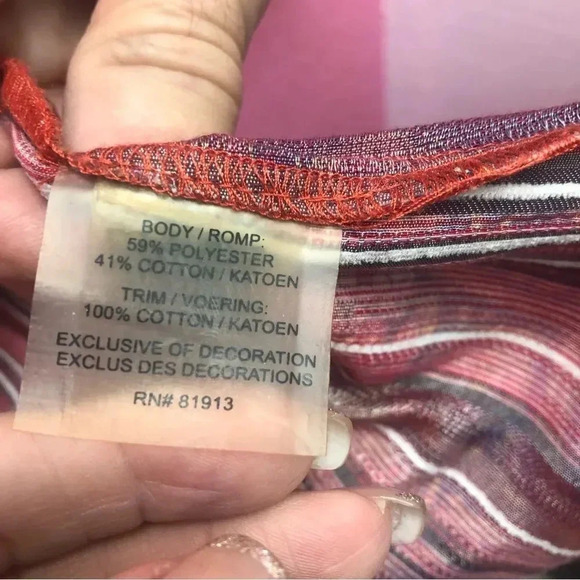 BODY / ROMP:
59% POLYESTER
41% COTTON / KATOEN
TRIM / VOERING:
100% COTTON / KATOEN
EXCLUSIVE OF DECORATION
EXCLUS DES DECORATIONS
RN# 81913